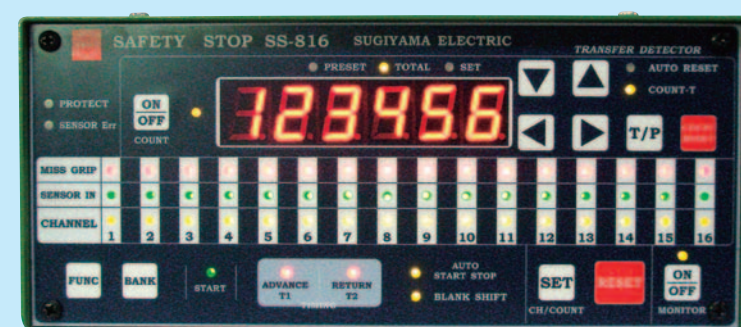 SAFETY STOP SS-816 SUGIYAMA ELECTRIC
TRANSFER DETECTOR
PRESET TOTAL SET
AUTO RESET
COUNT-T
PROTECT
SENSOR Err
ON
OFF
COUNT
123456
T/P
MISS GRIP
SENSOR IN
CHANNEL
1 2 3 4 5 6 7 8 9 10 11 12 13 14 15 16
FUNC
BANK
START
ADVANCE
T1
RETURN
T2
TIMING
AUTO
START STOP
BLANK SHIFT
SET
RESET
CH/COUNT
ON
OFF
MONITOR